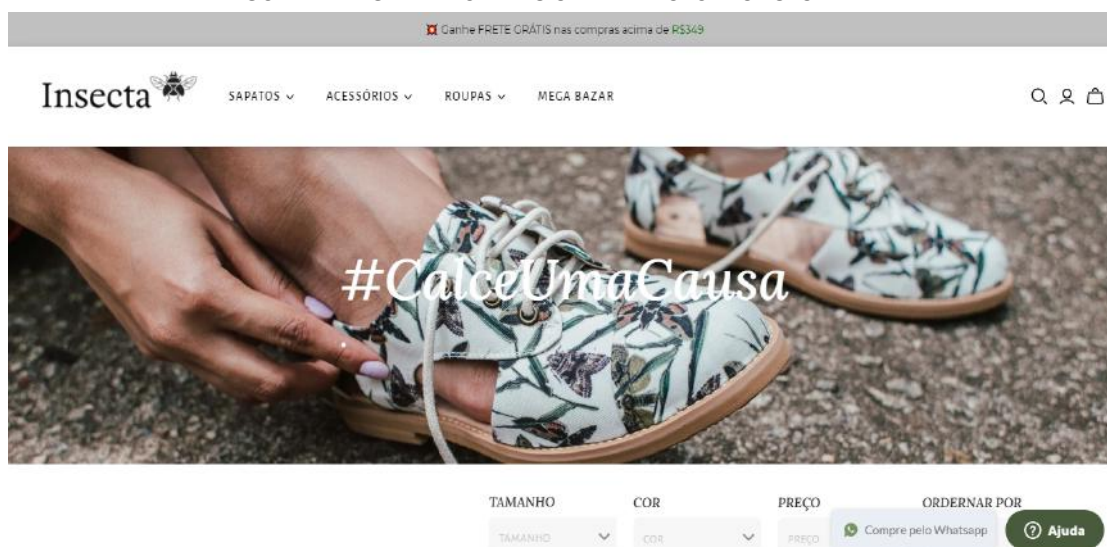 Ganhe FRETE GRÁTIS nas compras acima de R$349
Insecta
SAPATOS ACESSÓRIOS ROUPAS MEGA BAZAR
#CalceUmaCausa
TAMANHO COR PREÇO ORDERNAR POR
TAMANHO COR PREÇO
Compre pelo Whatsapp
Ajuda